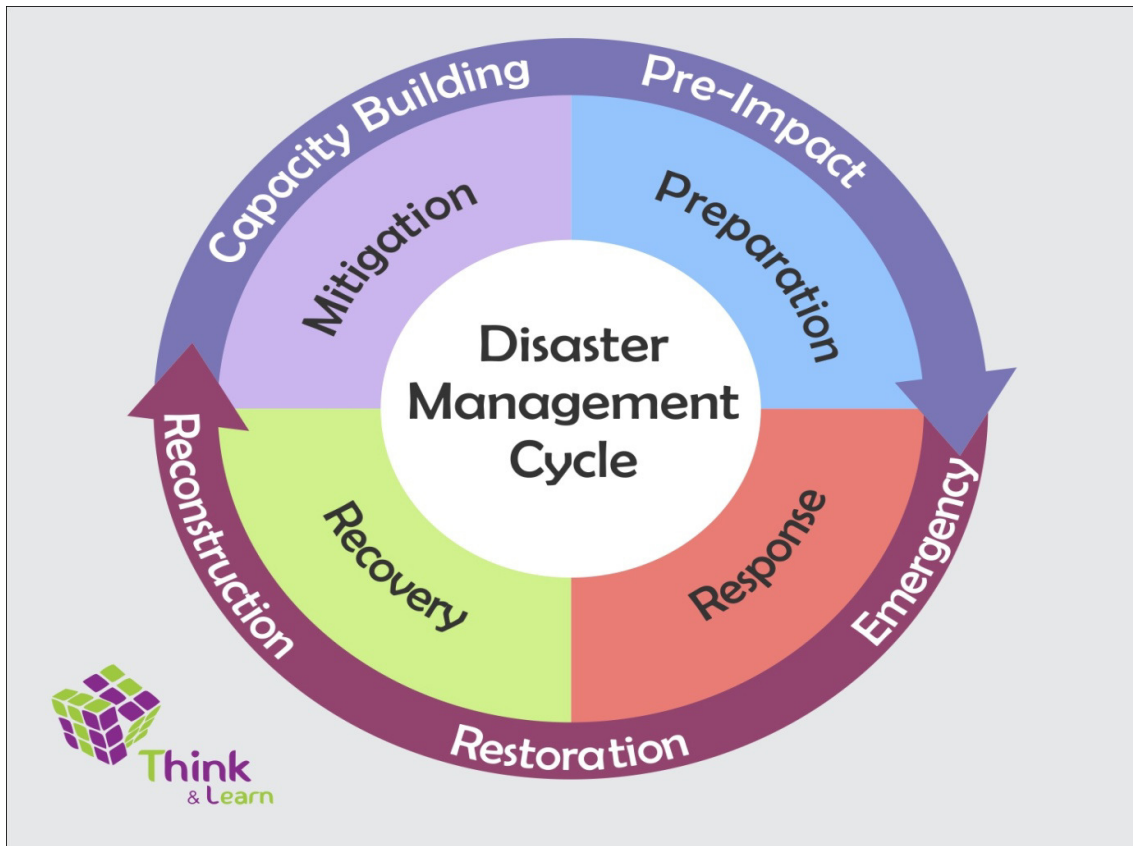 Capacity Building
Pre-Impact
Mitigation
Preparation
Disaster
Management
Cycle
Reconstruction
Recovery
Response
Emergency
Restoration
Think
& Learn